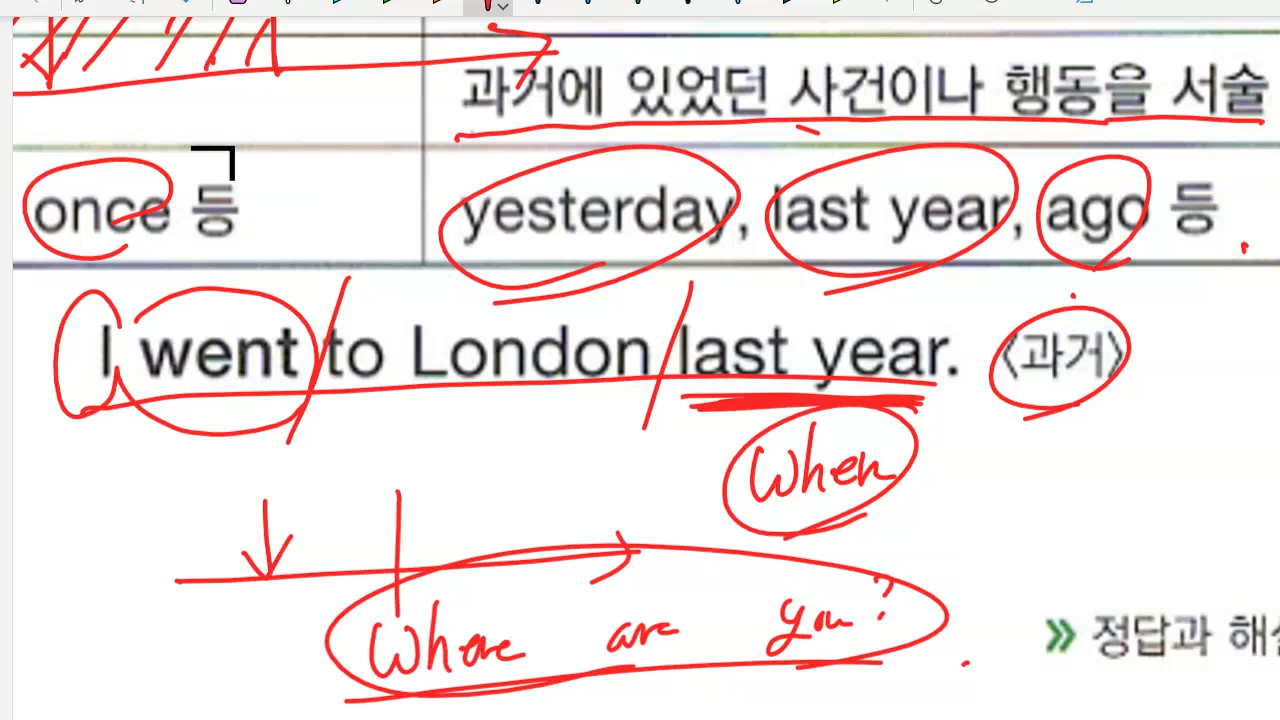 과거에 있었던 사건이나 행동을 서술
once 등
yesterday, last year, ago 등
I went to London last year. 〈과거〉
When
Where are you?
» 정답과 해설